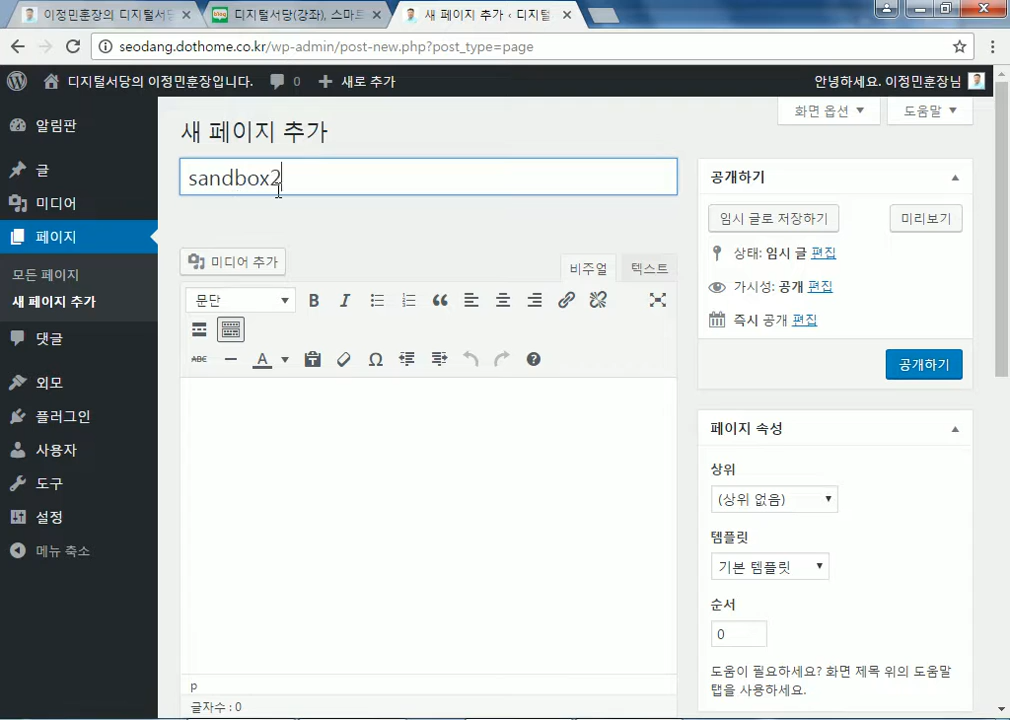 이정민훈장의 디지털서당
디지털서당(강좌), 스마트
새 페이지 추가 ‹ 디지털
seodang.dothome.co.kr/wp-admin/post-new.php?post_type=page
디지털서당의 이정민훈장입니다. 0 새로 추가
안녕하세요. 이정민훈장님
화면 옵션 ▼
도움말 ▼
알림판
글
미디어
페이지
모든 페이지
새 페이지 추가
댓글
외모
플러그인
사용자
도구
설정
메뉴 축소
새 페이지 추가
sandbox2
미디어 추가
비주얼
텍스트
문단
B I
ABC
A
Ω
p
글자수 : 0
공개하기
임시 글로 저장하기
미리보기
상태: 임시 글 편집
가시성: 공개 편집
즉시 공개 편집
공개하기
페이지 속성
상위
(상위 없음)
템플릿
기본 템플릿
순서
0
도움이 필요하세요? 화면 제목 위의 도움말
탭을 사용하세요.